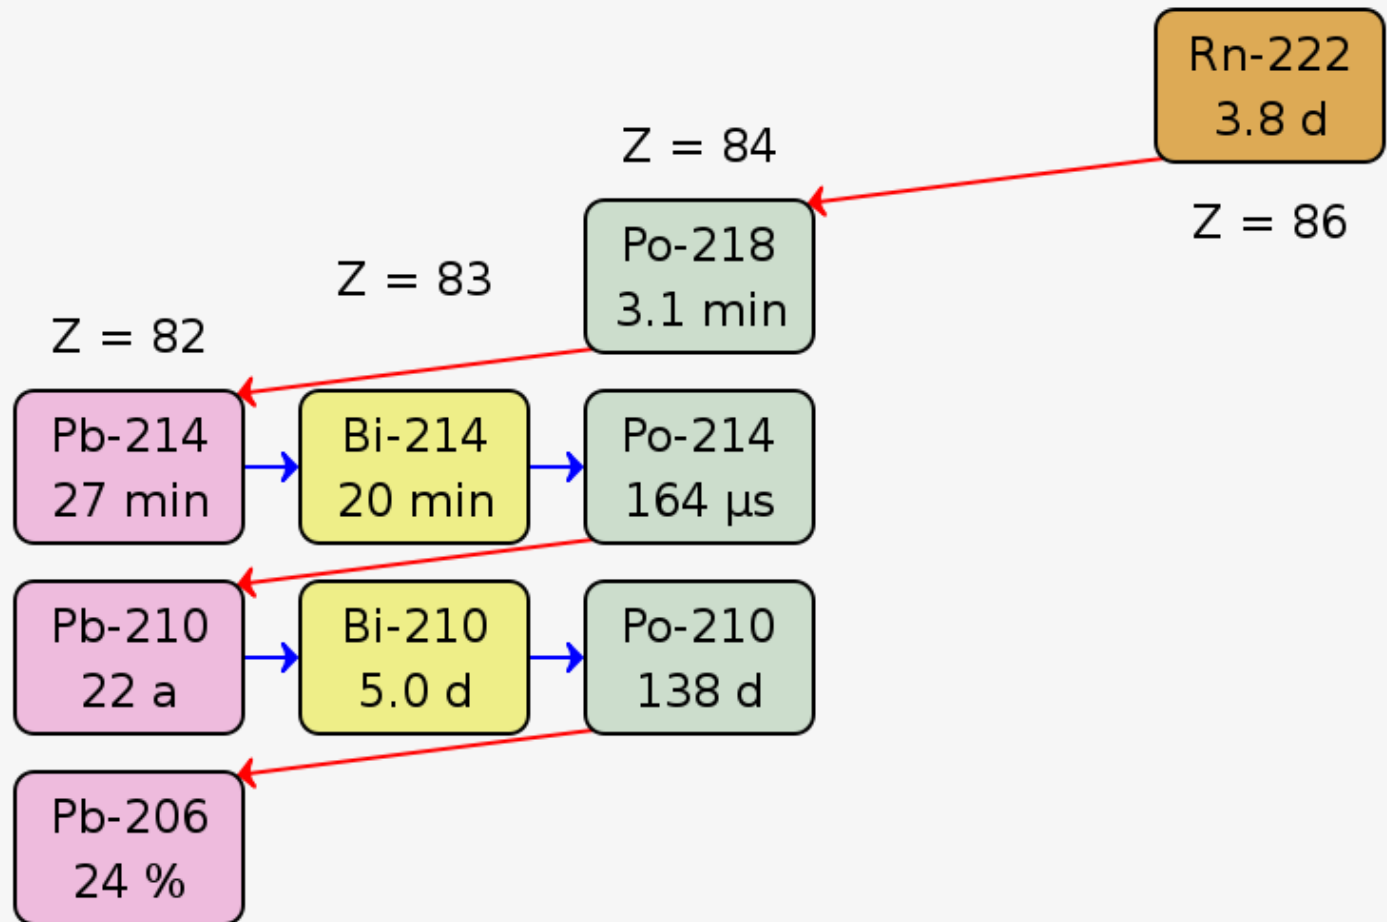 Rn-222
3.8 d
Z = 84
Z = 86
Po-218
3.1 min
Z = 83
Z = 82
Pb-214
27 min
Bi-214
20 min
Po-214
164 µs
Pb-210
22 a
Bi-210
5.0 d
Po-210
138 d
Pb-206
24 %